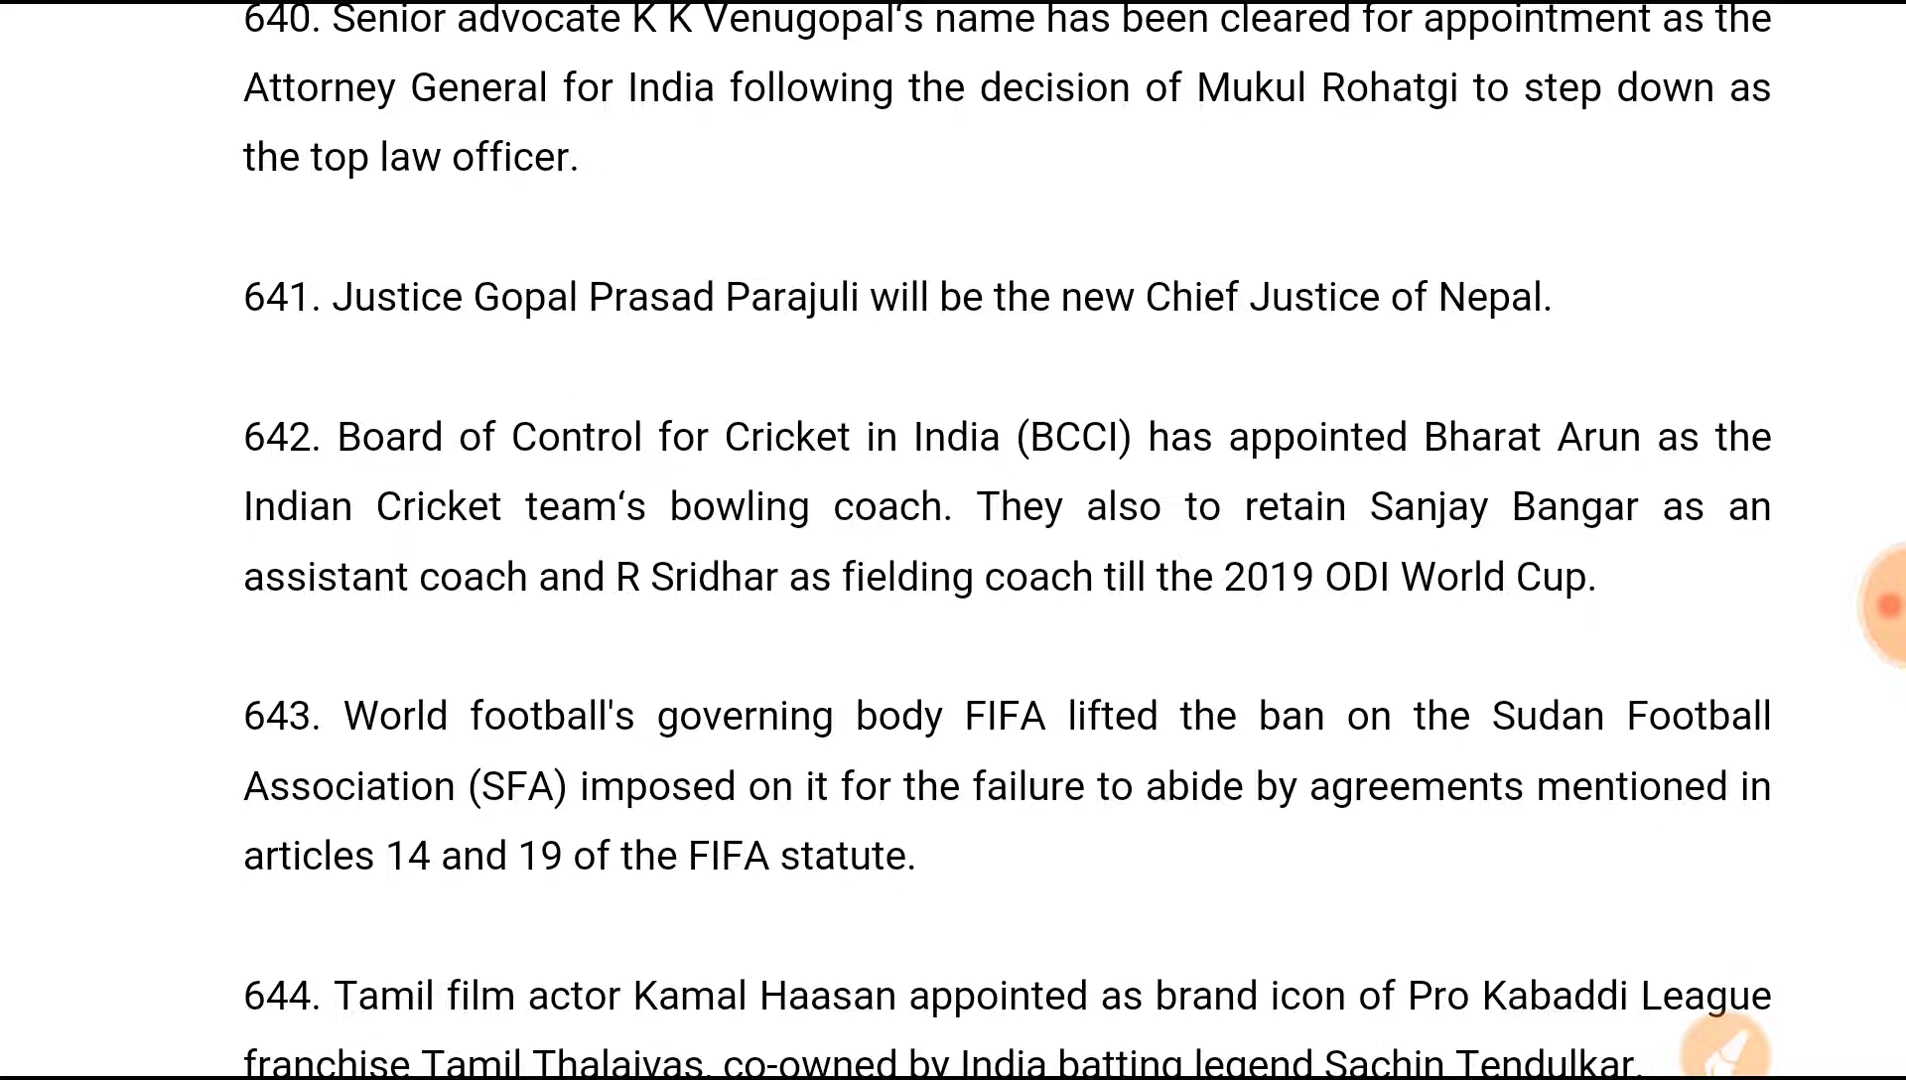 640. Senior advocate K K Venugopal‘s name has been cleared for appointment as the
Attorney General for India following the decision of Mukul Rohatgi to step down as
the top law officer.
641. Justice Gopal Prasad Parajuli will be the new Chief Justice of Nepal.
642. Board of Control for Cricket in India (BCCI) has appointed Bharat Arun as the
Indian Cricket team‘s bowling coach. They also to retain Sanjay Bangar as an
assistant coach and R Sridhar as fielding coach till the 2019 ODI World Cup.
643. World football's governing body FIFA lifted the ban on the Sudan Football
Association (SFA) imposed on it for the failure to abide by agreements mentioned in
articles 14 and 19 of the FIFA statute.
644. Tamil film actor Kamal Haasan appointed as brand icon of Pro Kabaddi League
franchise Tamil Thalaivas, co-owned by India batting legend Sachin Tendulkar.